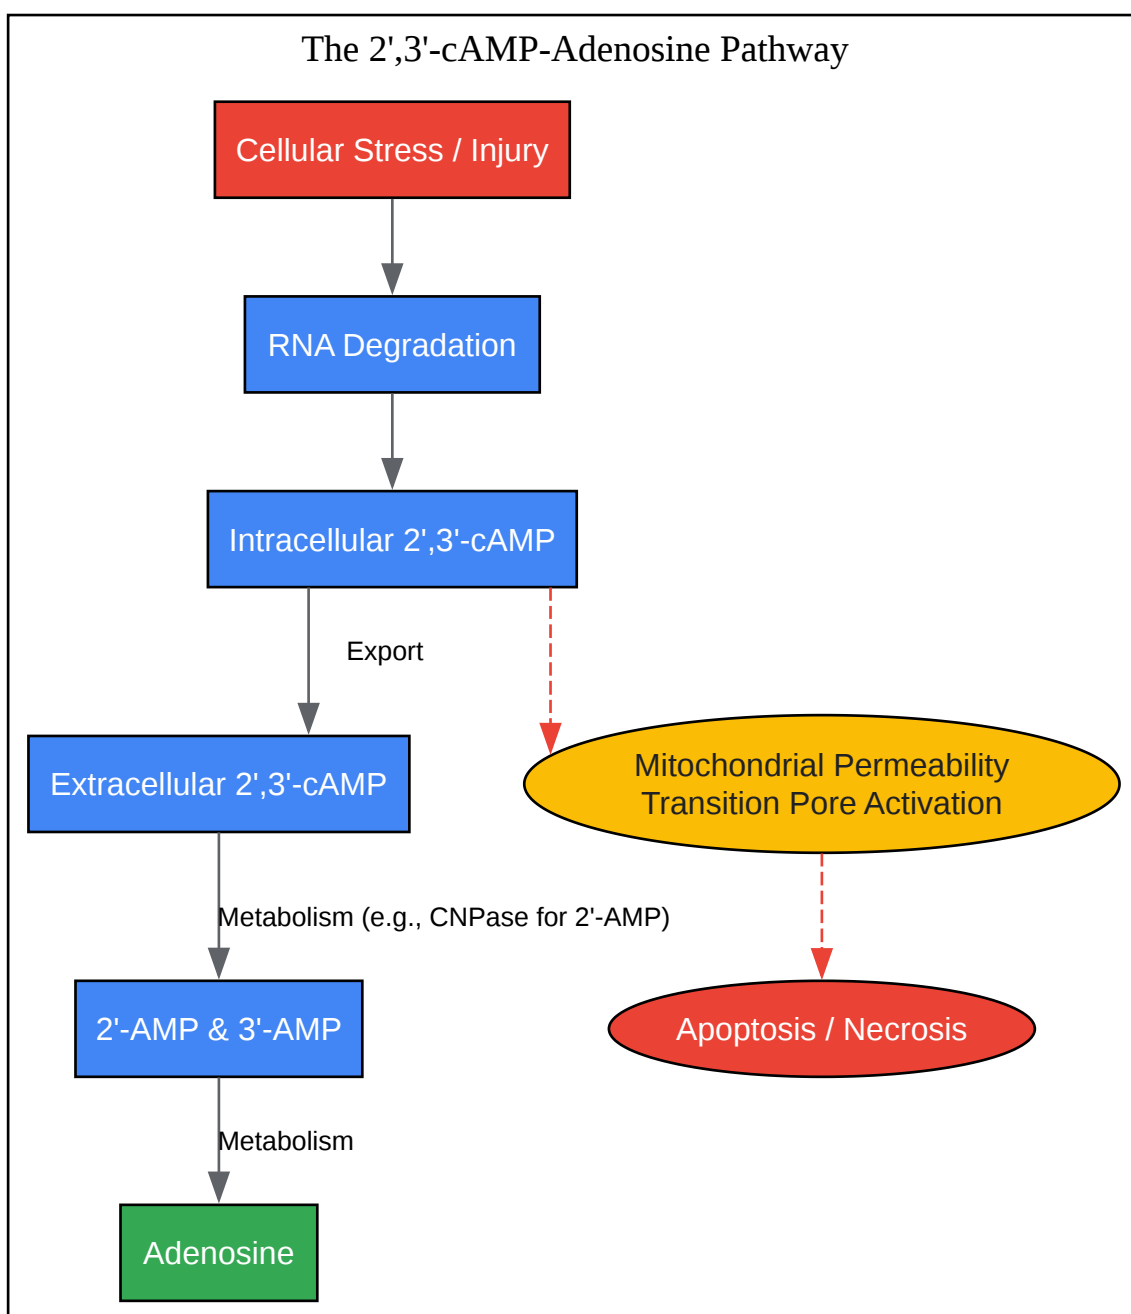 The 2',3'-cAMP-Adenosine Pathway
Cellular Stress / Injury
RNA Degradation
Intracellular 2',3'-cAMP
Export
Extracellular 2',3'-cAMP
Mitochondrial Permeability
Transition Pore Activation
Metabolism (e.g., CNPase for 2'-AMP)
2'-AMP & 3'-AMP
Apoptosis / Necrosis
Metabolism
Adenosine